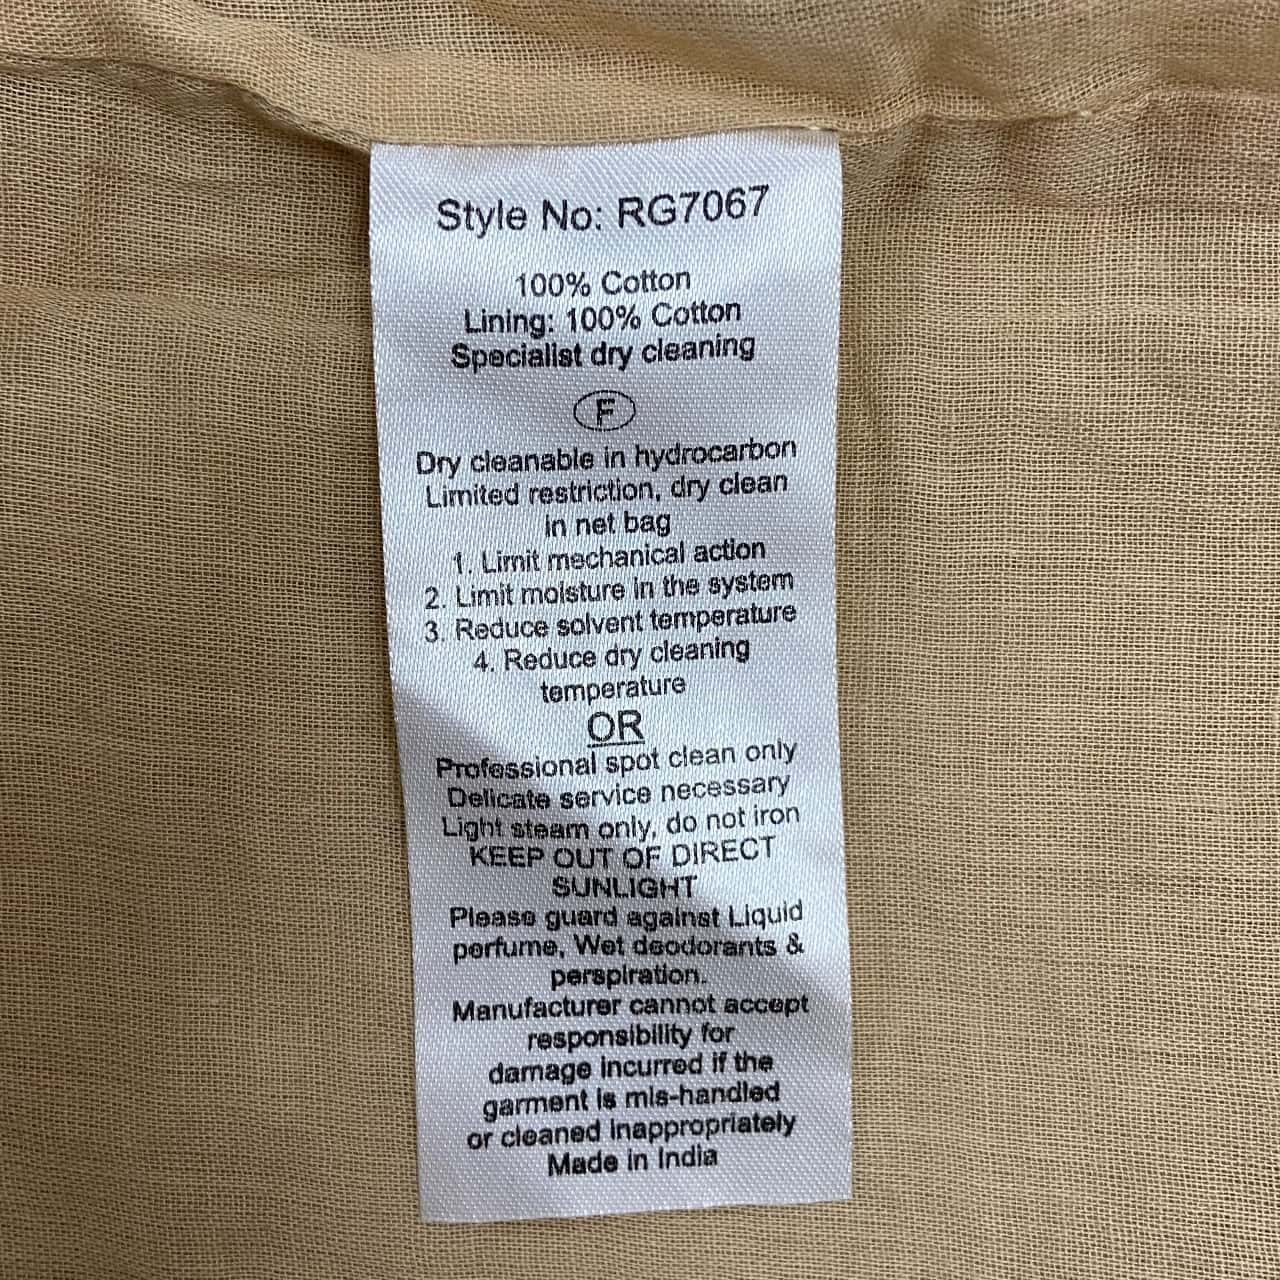 Style No: RG7067
100% Cotton
Lining: 100% Cotton
Specialist dry cleaning
F
Dry cleanable in hydrocarbon
Limited restriction, dry clean
in net bag
1. Limit mechanical action
2. Limit moisture in the system
3. Reduce solvent temperature
4. Reduce dry cleaning
temperature
OR
Professional spot clean only
Delicate service necessary
Light steam only, do not iron
KEEP OUT OF DIRECT
SUNLIGHT
Please guard against Liquid
perfume, Wet deodorants &
perspiration.
Manufacturer cannot accept
responsibility for
damage incurred if the
garment is mis-handled
or cleaned inappropriately
Made in India